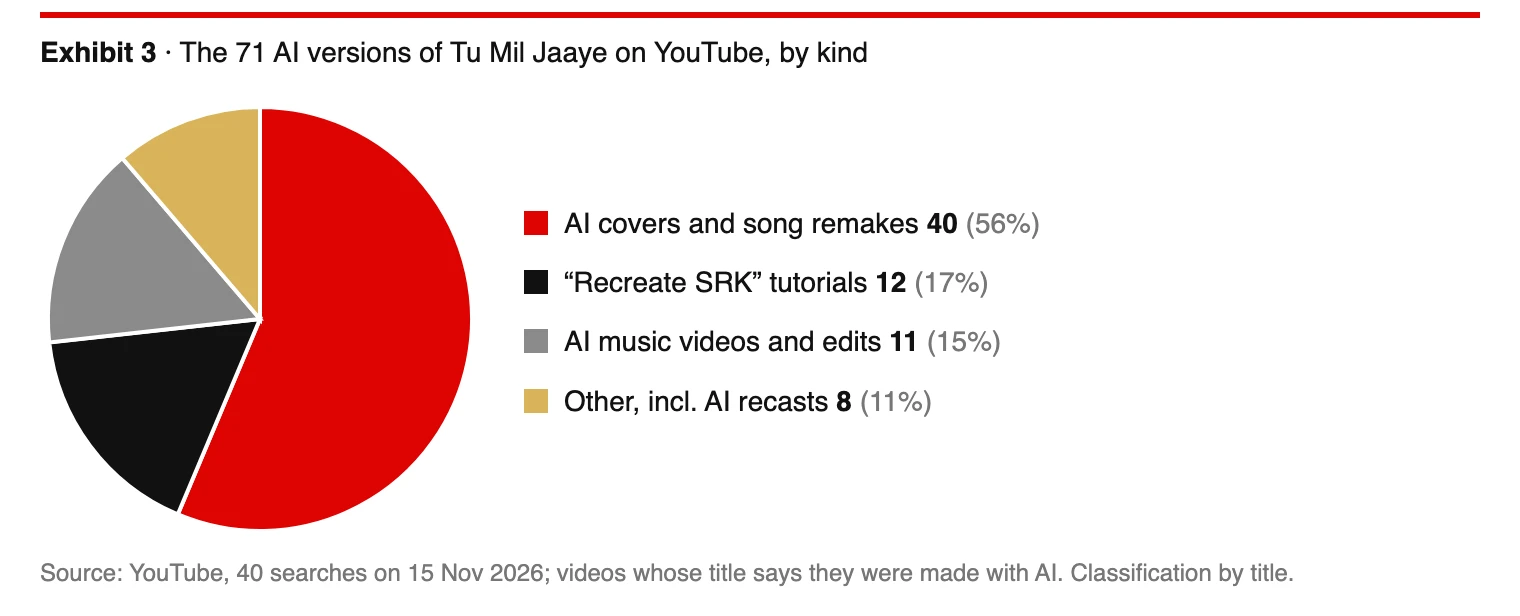 Exhibit 3 · The 71 AI versions of Tu Mil Jaaye on YouTube, by kind
AI covers and song remakes 40 (56%)
“Recreate SRK” tutorials 12 (17%)
AI music videos and edits 11 (15%)
Other, incl. AI recasts 8 (11%)
Source: YouTube, 40 searches on 15 Nov 2026; videos whose title says they were made with AI. Classification by title.